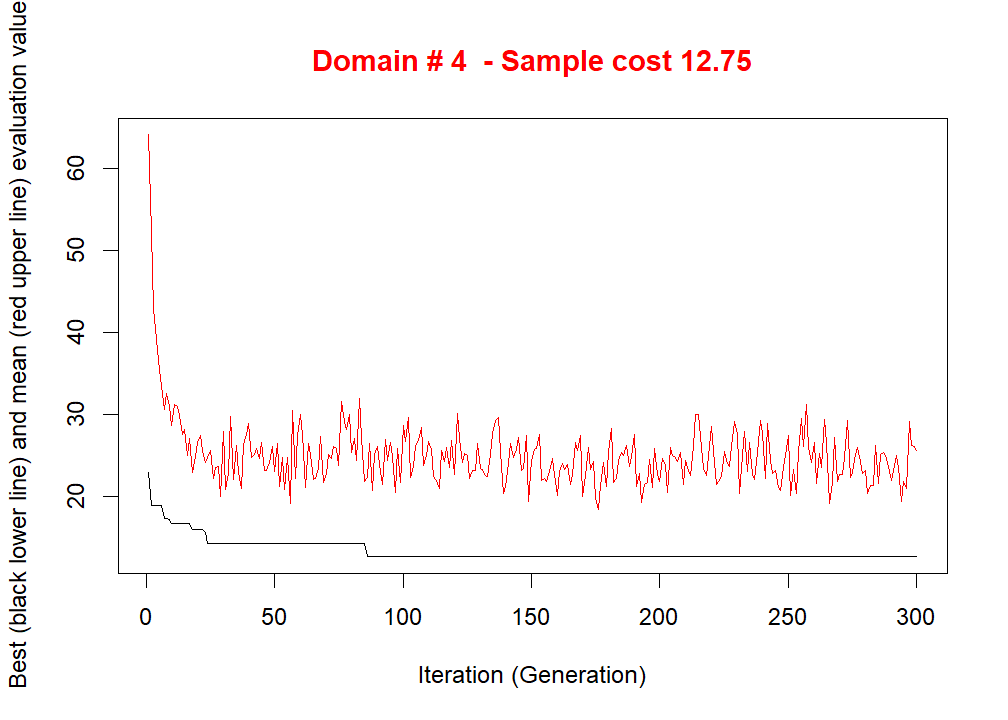 Domain # 4  - Sample cost 12.75
Best (black lower line) and mean (red upper line) evaluation value
60
50
40
30
20
0 50 100 150 200 250 300
Iteration (Generation)